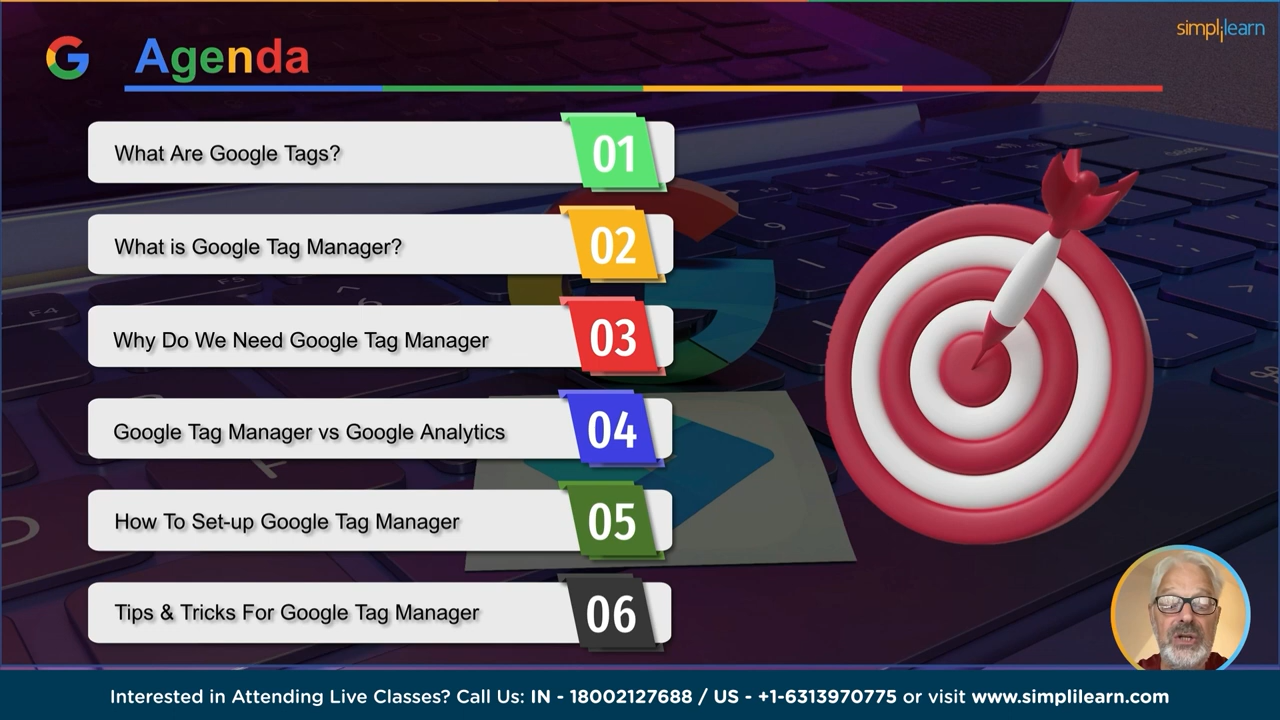 simplilearn
Agenda
What Are Google Tags?
01
What is Google Tag Manager?
02
Why Do We Need Google Tag Manager
03
Google Tag Manager vs Google Analytics
04
How To Set-up Google Tag Manager
05
Tips & Tricks For Google Tag Manager
06
Interested in Attending Live Classes? Call Us: IN - 18002127688 / US - +1-6313970775 or visit www.simplilearn.com